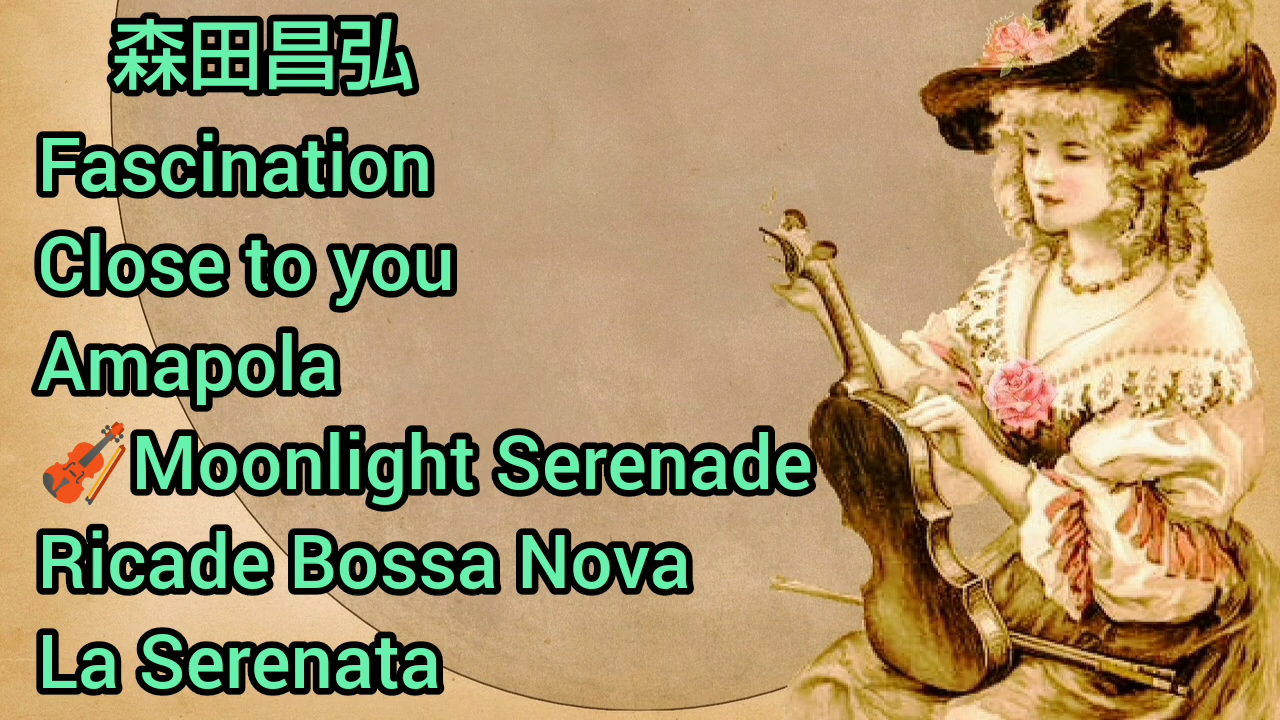 森田昌弘
Fascination
Close to you
Amapola
🎻Moonlight Serenade
Ricade Bossa Nova
La Serenata